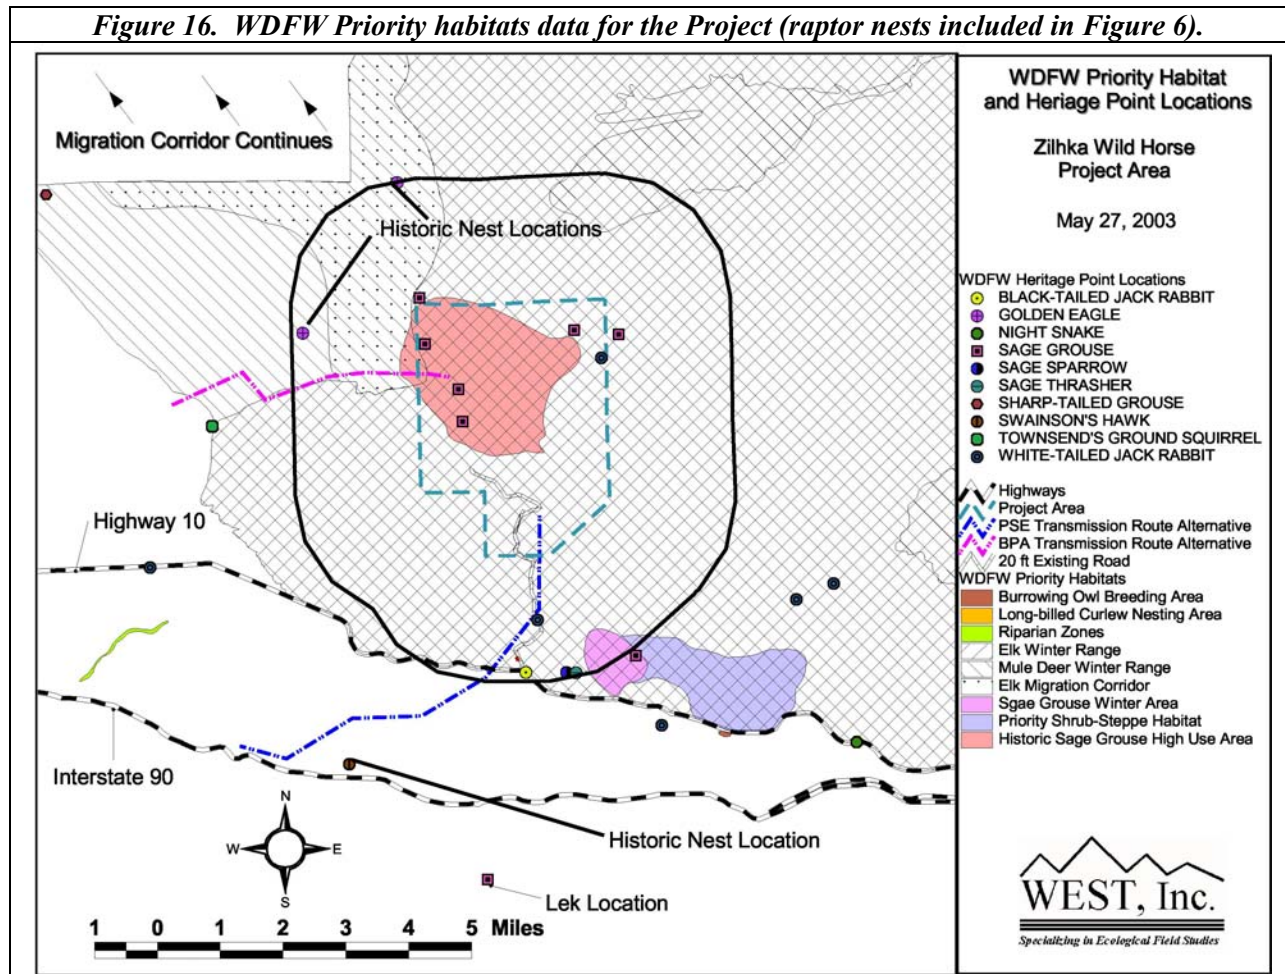 Figure 16. WDFW Priority habitats data for the Project (raptor nests included in Figure 6).
Migration Corridor Continues
Historic Nest Locations
Highway 10
Interstate 90
Historic Nest Location
Lek Location
N
W
E
S
1 0 1 2 3 4 5 Miles
WDFW Priority Habitat
and Heriage Point Locations
Zilhka Wild Horse
Project Area
May 27, 2003
WDFW Heritage Point Locations
BLACK-TAILED JACK RABBIT
GOLDEN EAGLE
NIGHT SNAKE
SAGE GROUSE
SAGE SPARROW
SAGE THRASHER
SHARP-TAILED GROUSE
SWAINSON'S HAWK
TOWNSEND'S GROUND SQUIRREL
WHITE-TAILED JACK RABBIT
Highways
Project Area
PSE Transmission Route Alternative
BPA Transmission Route Alternative
20 ft Existing Road
WDFW Priority Habitats
Burrowing Owl Breeding Area
Long-billed Curlew Nesting Area
Riparian Zones
Elk Winter Range
Mule Deer Winter Range
Elk Migration Corridor
Sgae Grouse Winter Area
Priority Shrub-Steppe Habitat
Historic Sage Grouse High Use Area
WEST, Inc.
Specializing in Ecological Field Studies